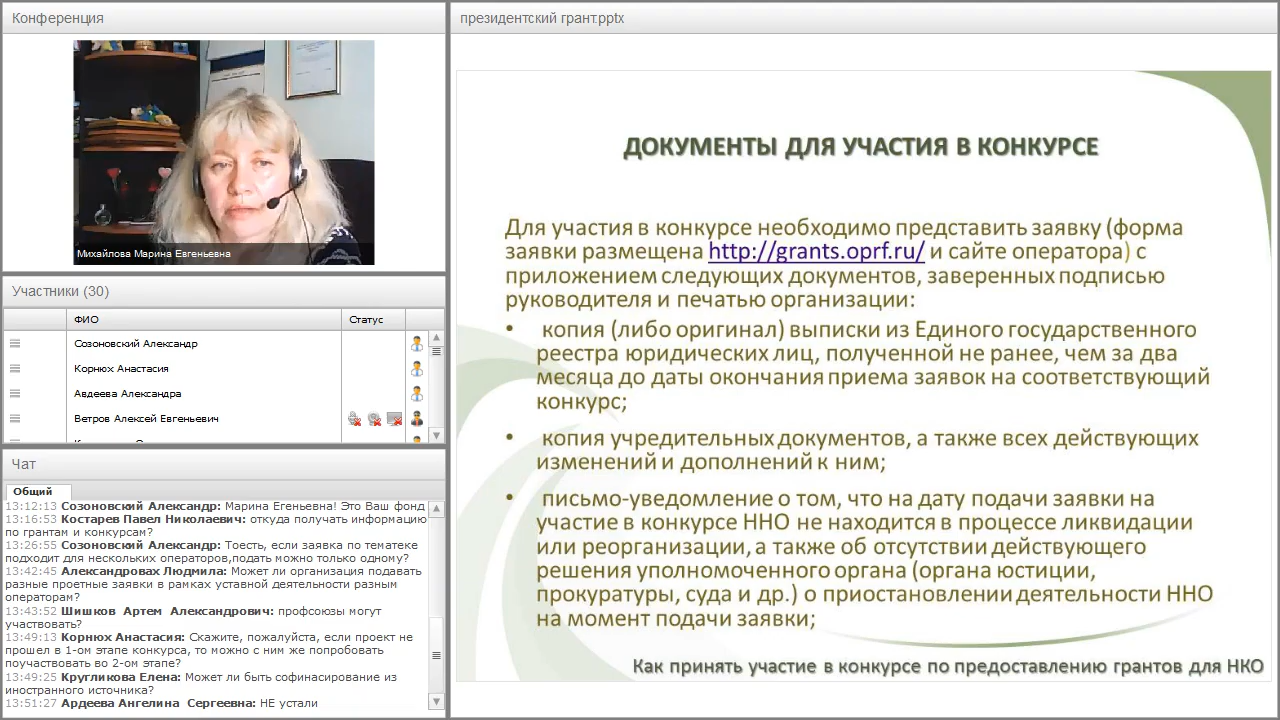 Конференция
Михайлова Марина Евгеньевна
Участники (30)
ФИО
Статус
Созоновский Александр
Корнюх Анастасия
Авдеева Александра
Ветров Алексей Евгеньевич
Чат
Общий
13:12:13 Созоновский Александр: Марина Егеньевна! Это Ваш фонд
13:16:53 Костарев Павел Николаевич: откуда получать информацию
по грантам и конкурсам?
13:26:55 Созоновский Александр: Тоесть, если заявка по тематеке
подходит для нескольких операторов,подать можно только одному?
13:42:45 Александровах Людмила: Может ли организация подавать
разные проетные заявки в рамках уставной деятельности разным
операторам?
13:43:52 Шишков Артем Александрович: профсоюзы могут
участвовать?
13:49:13 Корнюх Анастасия: Скажите, пожалуйста, если проект не
прошел в 1-ом этапе конкурса, то можно с ним же попробовать
поучаствовать во 2-ом этапе?
13:49:25 Кругликова Елена: Может ли быть софинасирование из
иностранного источника?
13:51:27 Ардеева Ангелина Сергеевна: НЕ устали
президентский грант.pptx
ДОКУМЕНТЫ ДЛЯ УЧАСТИЯ В КОНКУРСЕ
Для участия в конкурсе необходимо представить заявку (форма
заявки размещена http://grants.oprf.ru/ и сайте оператора) с
приложением следующих документов, заверенных подписью
руководителя и печатью организации:
• копия (либо оригинал) выписки из Единого государственного
реестра юридических лиц, полученной не ранее, чем за два
месяца до даты окончания приема заявок на соответствующий
конкурс;
• копия учредительных документов, а также всех действующих
изменений и дополнений к ним;
• письмо-уведомление о том, что на дату подачи заявки на
участие в конкурсе ННО не находится в процессе ликвидации
или реорганизации, а также об отсутствии действующего
решения уполномоченного органа (органа юстиции,
прокуратуры, суда и др.) о приостановлении деятельности ННО
на момент подачи заявки;
Как принять участие в конкурсе по предоставлению грантов для НКО